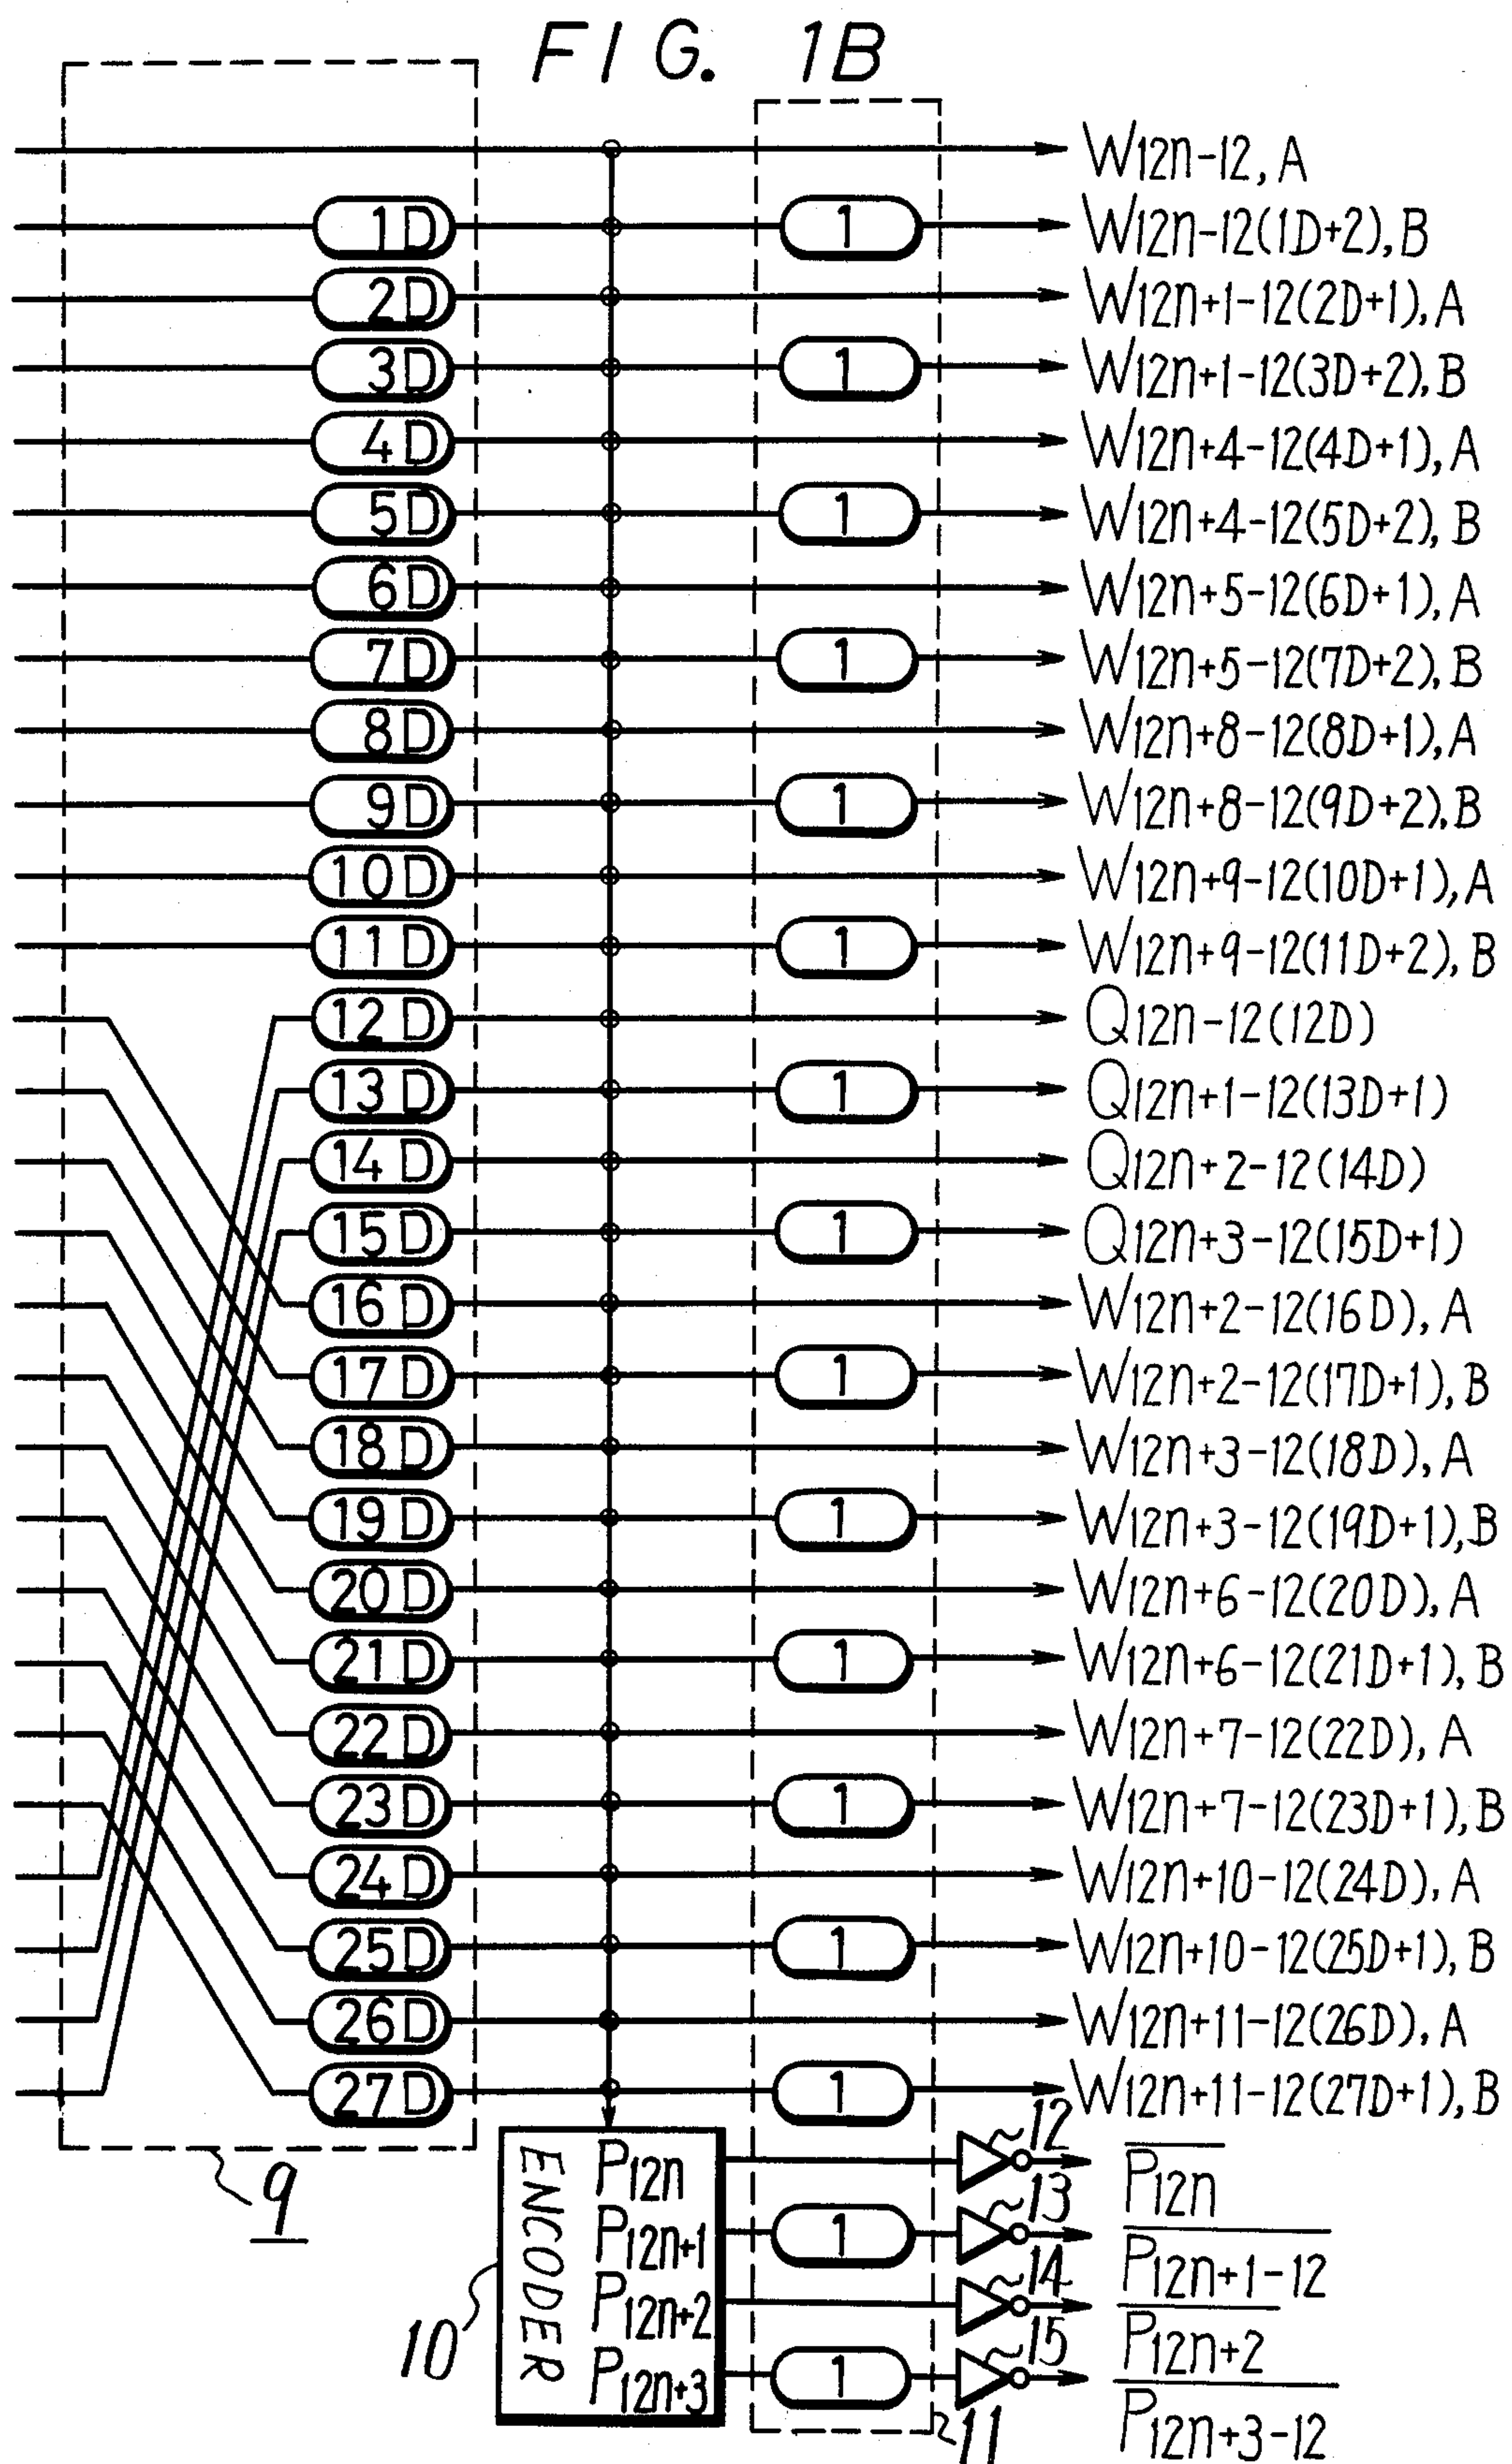 FIG. 1B
W12n-12, A
1D 1 W12n-12(1D+2), B
2D W12n+1-12(2D+1), A
3D 1 W12n+1-12(3D+2), B
4D W12n+4-12(4D+1), A
5D 1 W12n+4-12(5D+2), B
6D W12n+5-12(6D+1), A
7D 1 W12n+5-12(7D+2), B
8D W12n+8-12(8D+1), A
9D 1 W12n+8-12(9D+2), B
10D W12n+9-12(10D+1), A
11D 1 W12n+9-12(11D+2), B
12D Q12n-12(12D)
13D 1 Q12n+1-12(13D+1)
14D Q12n+2-12(14D)
15D 1 Q12n+3-12(15D+1)
16D W12n+2-12(16D), A
17D 1 W12n+2-12(17D+1), B
18D W12n+3-12(18D), A
19D 1 W12n+3-12(19D+1), B
20D W12n+6-12(20D), A
21D 1 W12n+6-12(21D+1), B
22D W12n+7-12(22D), A
23D 1 W12n+7-12(23D+1), B
24D W12n+10-12(24D), A
25D 1 W12n+10-12(25D+1), B
26D W12n+11-12(26D), A
27D 1 W12n+11-12(27D+1), B
9
ENCODER
10
P12n 12 P̅12n
P12n+1 1 13 P̅12n+1-12
P12n+2 14 P̅12n+2
P12n+3 1 15 P̅12n+3-12
11